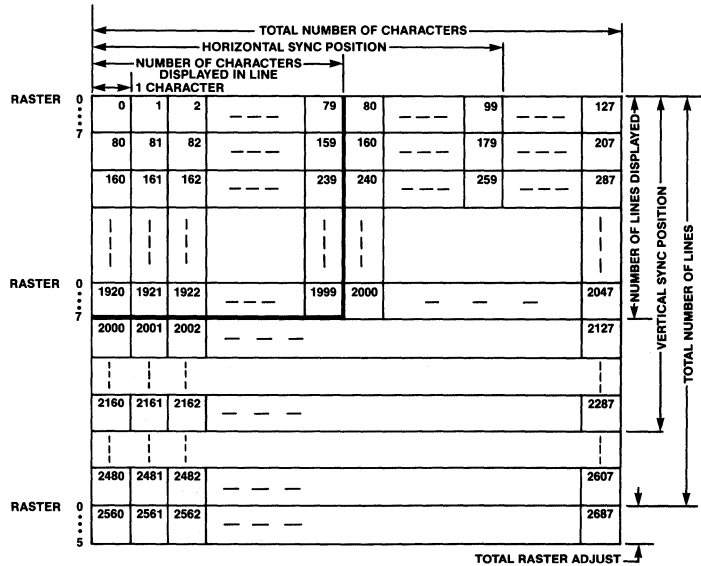 TOTAL NUMBER OF CHARACTERS
HORIZONTAL SYNC POSITION
NUMBER OF CHARACTERS
DISPLAYED IN LINE
1 CHARACTER
RASTER 0 7
0 1 2 79 80 99 127
80 81 82 159 160 179 207
160 161 162 239 240 259 287
RASTER 0 7
1920 1921 1922 1999 2000 2047
2000 2001 2002 2127
2160 2161 2162 2287
2480 2481 2482 2607
RASTER 0 5
2560 2561 2562 2687
NUMBER OF LINES DISPLAYED
VERTICAL SYNC POSITION
TOTAL NUMBER OF LINES
TOTAL RASTER ADJUST